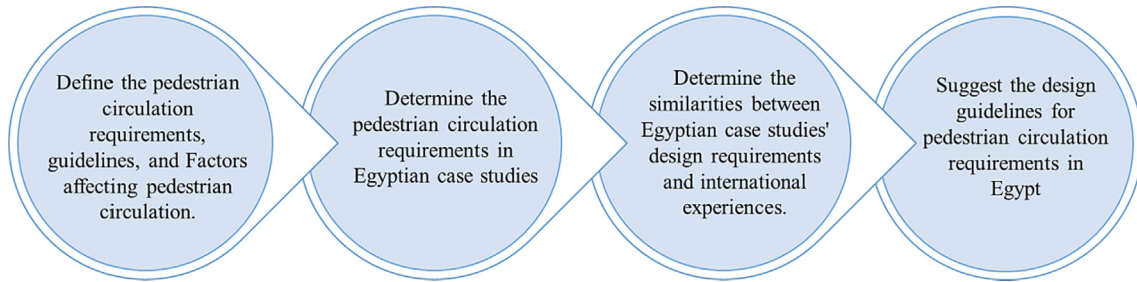 Define the pedestrian
circulation
requirements,
guidelines, and Factors
affecting pedestrian
circulation.
Determine the
pedestrian circulation
requirements in
Egyptian case studies
Determine the
similarities between
Egyptian case studies'
design requirements
and international
experiences.
Suggest the design
guidelines for
pedestrian circulation
requirements in
Egypt